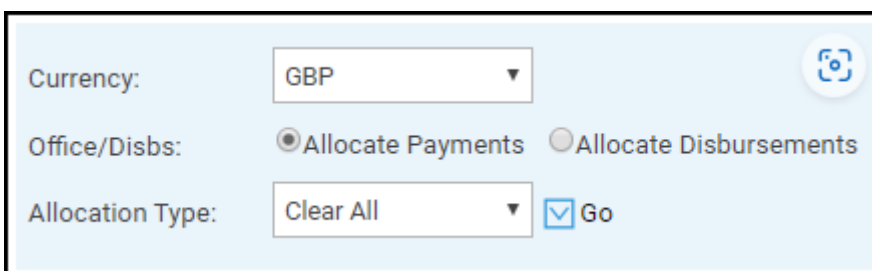 Currency: GBP
Office/Disbs: Allocate Payments Allocate Disbursements
Allocation Type: Clear All Go